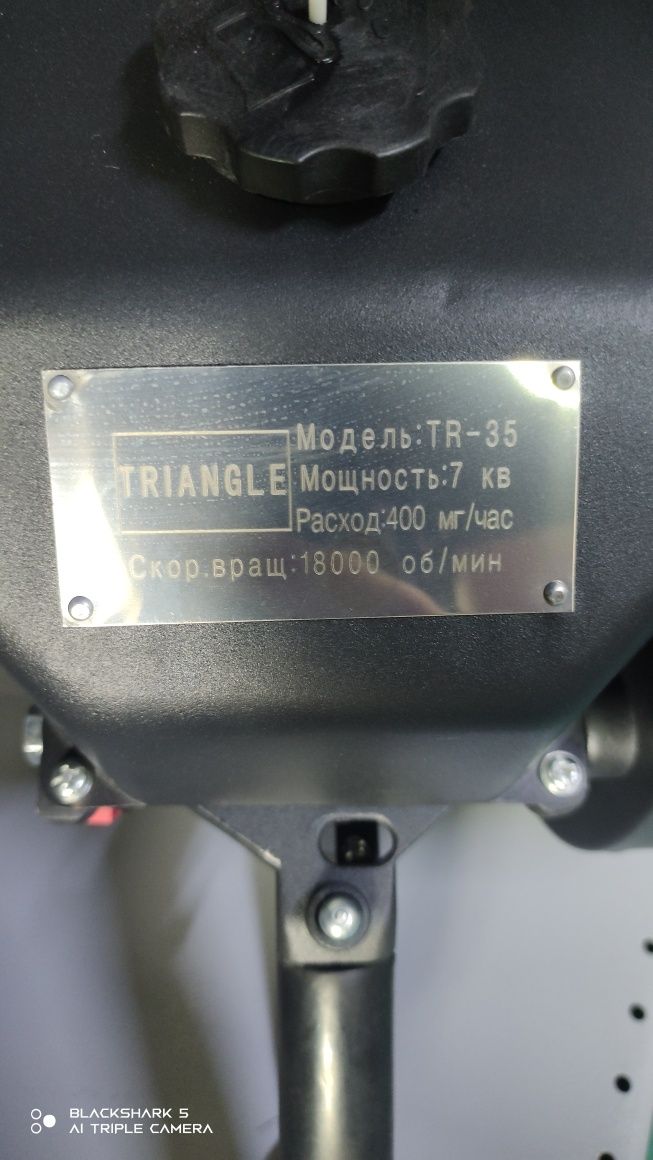 Модель:TR-35
TRIANGLE
Мощность:7 кв
Расход:400 мг/час
Скор.вращ:18000 об/мин
BLACKSHARK 5
AI TRIPLE CAMERA